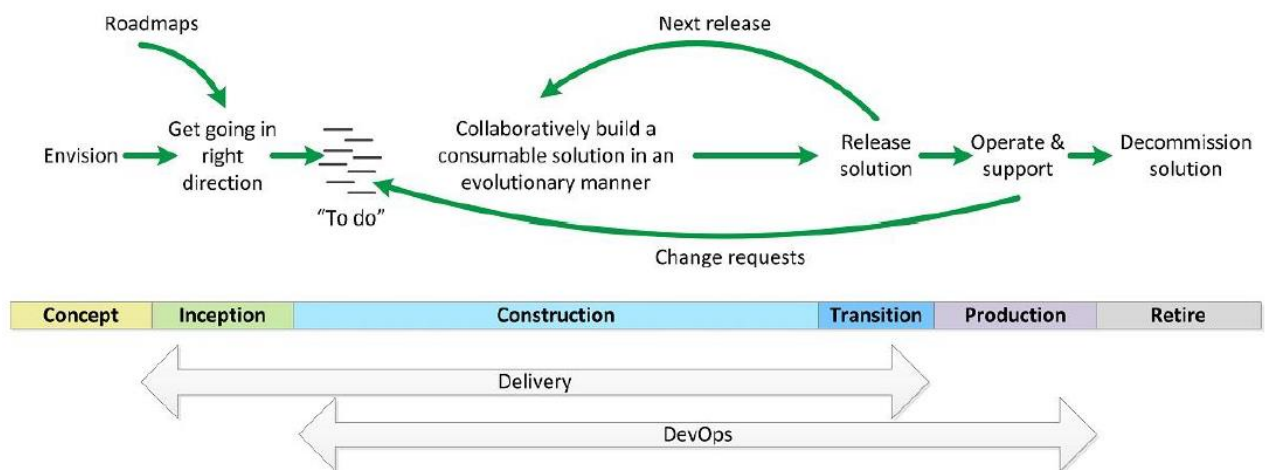 Roadmaps
Next release
Envision
Get going in
right
direction
“To do”
Collaboratively build a
consumable solution in an
evolutionary manner
Release
solution
Operate &
support
Decommission
solution
Change requests
Concept
Inception
Construction
Transition
Production
Retire
Delivery
DevOps